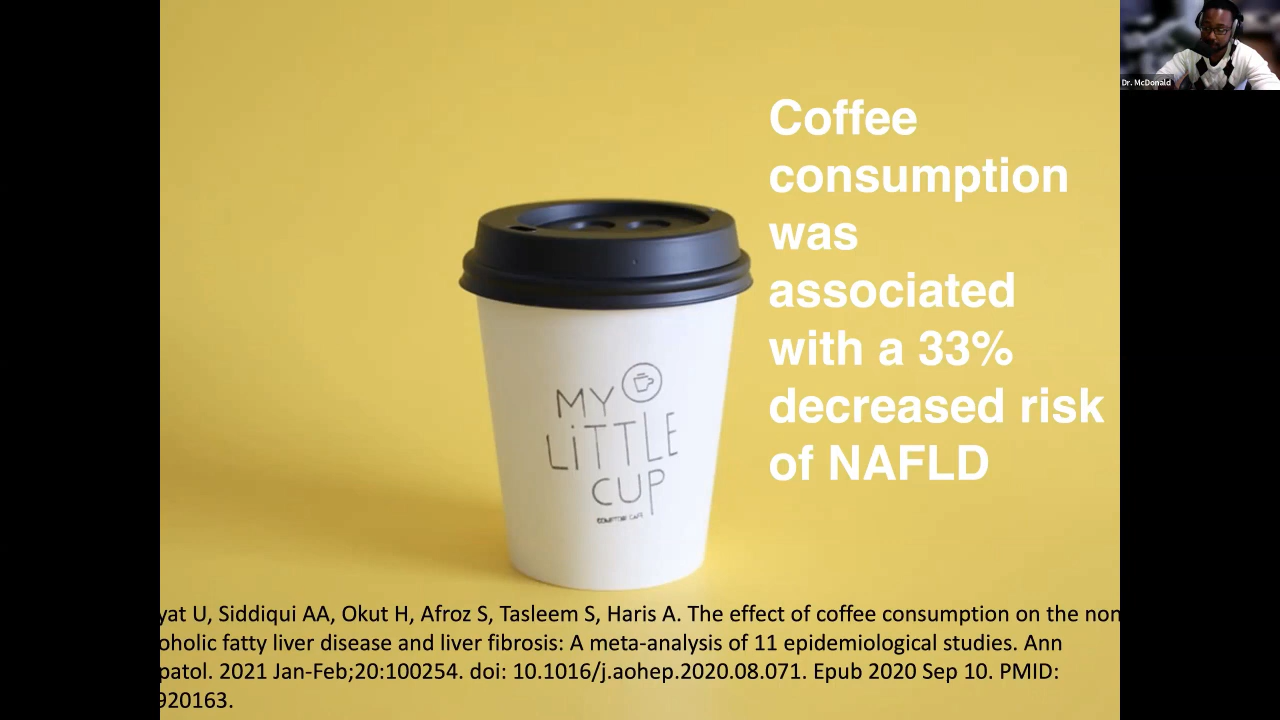 Dr. McDonald
Coffee
consumption
was
associated
with a 33%
decreased risk
of NAFLD
MY
LiTTLE
CUP
yat U, Siddiqui AA, Okut H, Afroz S, Tasleem S, Haris A. The effect of coffee consumption on the non
oholic fatty liver disease and liver fibrosis: A meta-analysis of 11 epidemiological studies. Ann
patol. 2021 Jan-Feb;20:100254. doi: 10.1016/j.aohep.2020.08.071. Epub 2020 Sep 10. PMID:
920163.